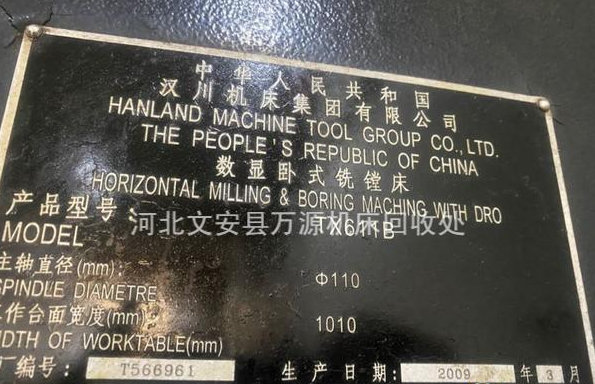 中华人民共和国
汉川机床集团有限公司
HANLAND MACHINE TOOL GROUP CO.,LTD.
THE PEOPLE'S REPUBLIC OF CHINA
数显卧式铣镗床
HORIZONTAL MILLING & BORING MACHING WITH DRO
产品型号:
河北文安县万源机床回收处
MODEL TX611B
主轴直径(mm): Φ110
SPINDLE DIAMETRE
作台面宽度(mm): 1010
DTH OF WORKTABLE(mm)
厂编号: T566961 生产日期: 2009 年 3 月